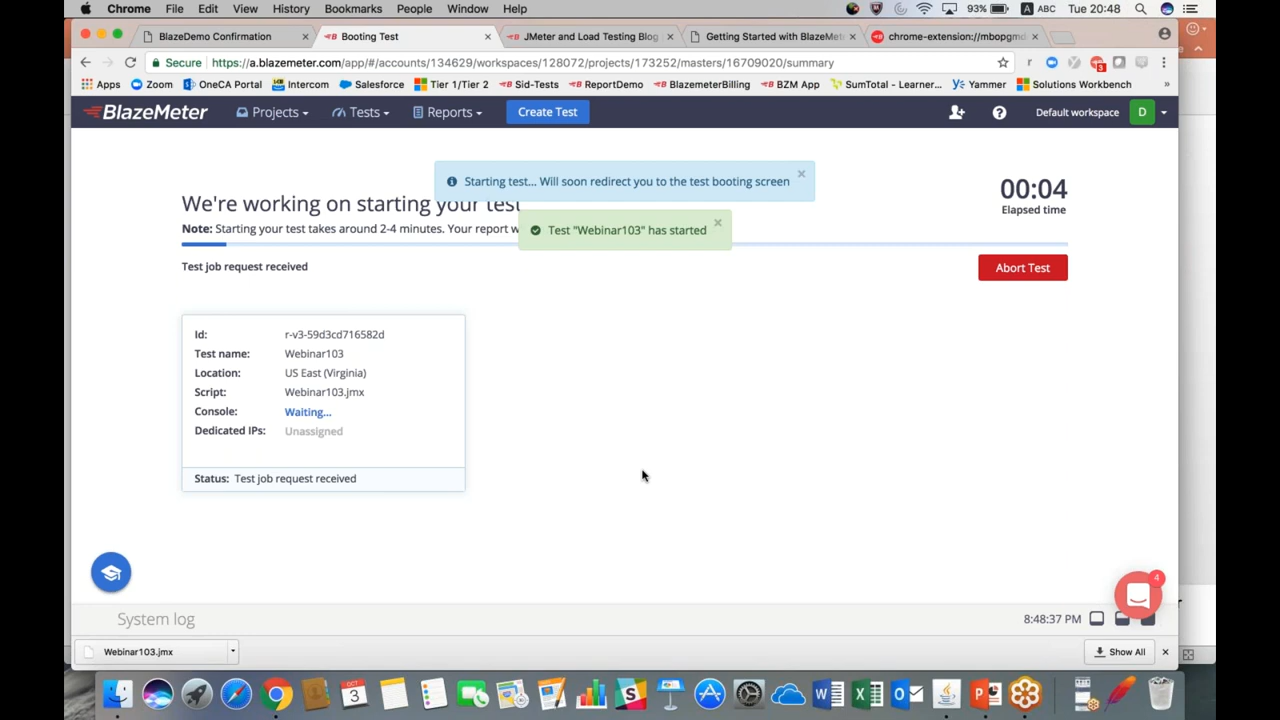 Chrome File Edit View History Bookmarks People Window Help 93% A ABC Tue 20:48
BlazeDemo Confirmation × Booting Test × JMeter and Load Testing Blog × Getting Started with BlazeMet × chrome-extension://mbopgmd ×
Secure https://a.blazemeter.com/app/#/accounts/134629/workspaces/128072/projects/173252/masters/16709020/summary
Apps Zoom OneCA Portal Intercom Salesforce Tier 1/Tier 2 Sid-Tests ReportDemo BlazemeterBilling BZM App SumTotal - Learner... Yammer Solutions Workbench »
BlazeMeter Projects Tests Reports Create Test Default workspace D
Starting test... Will soon redirect you to the test booting screen ×
We're working on starting your test
00:04
Elapsed time
Note: Starting your test takes around 2-4 minutes. Your report w
Test "Webinar103" has started ×
Test job request received
Abort Test
Id: r-v3-59d3cd716582d
Test name: Webinar103
Location: US East (Virginia)
Script: Webinar103.jmx
Console: Waiting...
Dedicated IPs: Unassigned
Status: Test job request received
4
System log 8:48:37 PM
Webinar103.jmx Show All ×
OCT
3